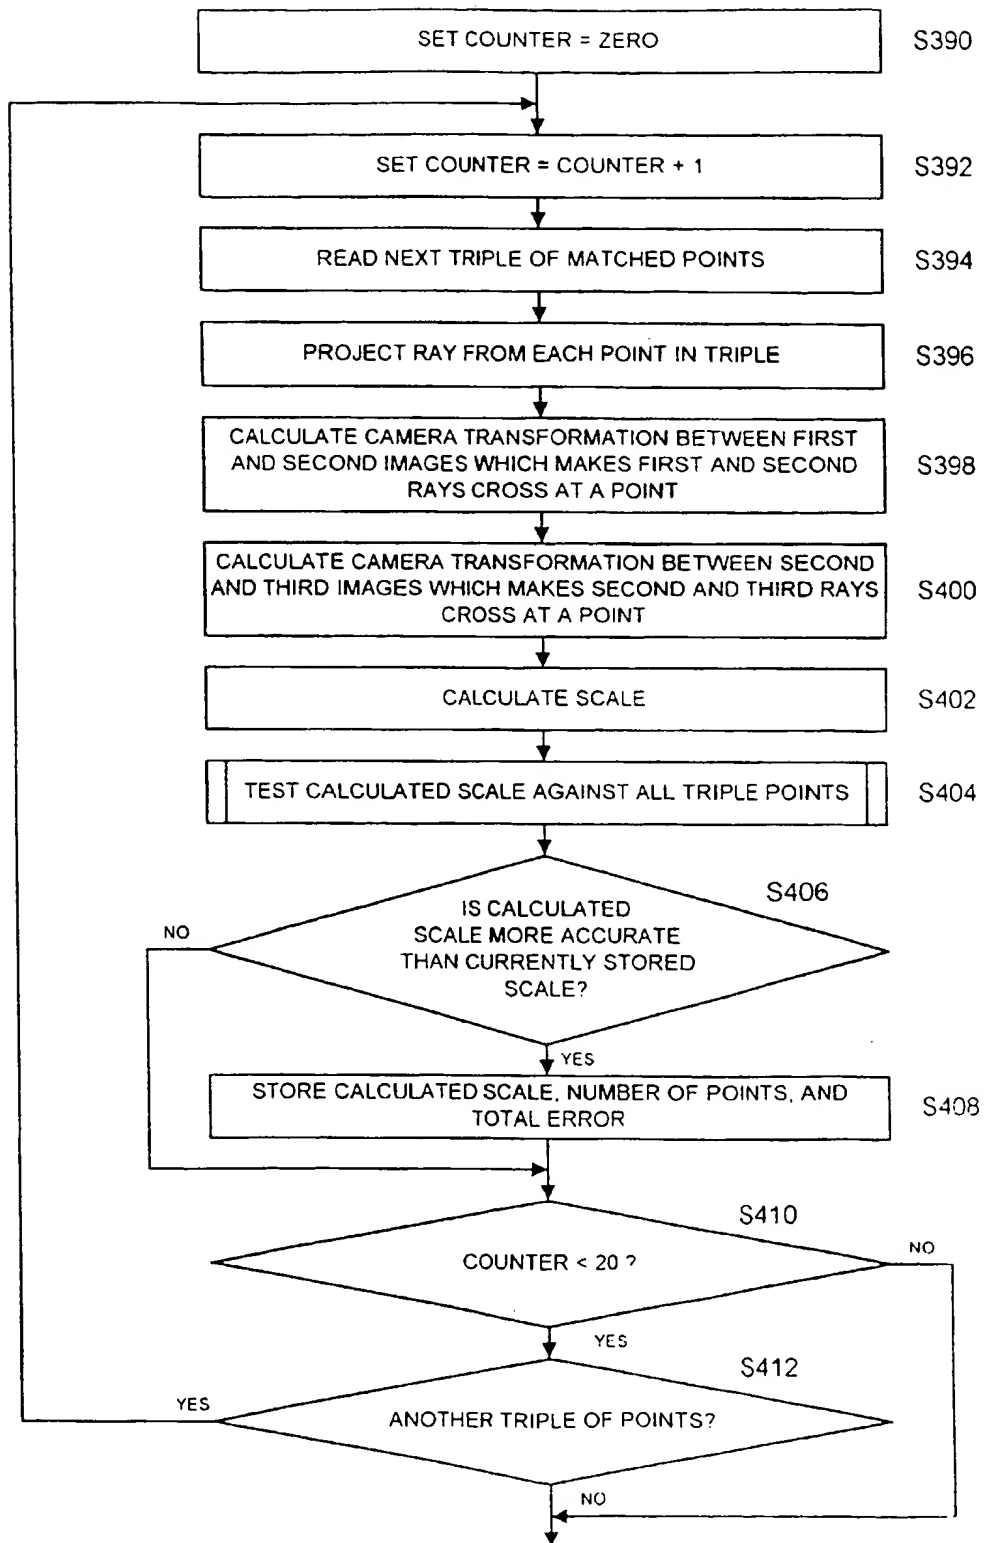 SET COUNTER = ZERO
S390
SET COUNTER = COUNTER + 1
S392
READ NEXT TRIPLE OF MATCHED POINTS
S394
PROJECT RAY FROM EACH POINT IN TRIPLE
S396
CALCULATE CAMERA TRANSFORMATION BETWEEN FIRST
AND SECOND IMAGES WHICH MAKES FIRST AND SECOND
RAYS CROSS AT A POINT
S398
CALCULATE CAMERA TRANSFORMATION BETWEEN SECOND
AND THIRD IMAGES WHICH MAKES SECOND AND THIRD RAYS
CROSS AT A POINT
S400
CALCULATE SCALE
S402
TEST CALCULATED SCALE AGAINST ALL TRIPLE POINTS
S404
S406
IS CALCULATED
SCALE MORE ACCURATE
THAN CURRENTLY STORED
SCALE?
NO
YES
STORE CALCULATED SCALE, NUMBER OF POINTS, AND
TOTAL ERROR
S408
S410
COUNTER < 20 ?
NO
YES
S412
YES
ANOTHER TRIPLE OF POINTS?
NO